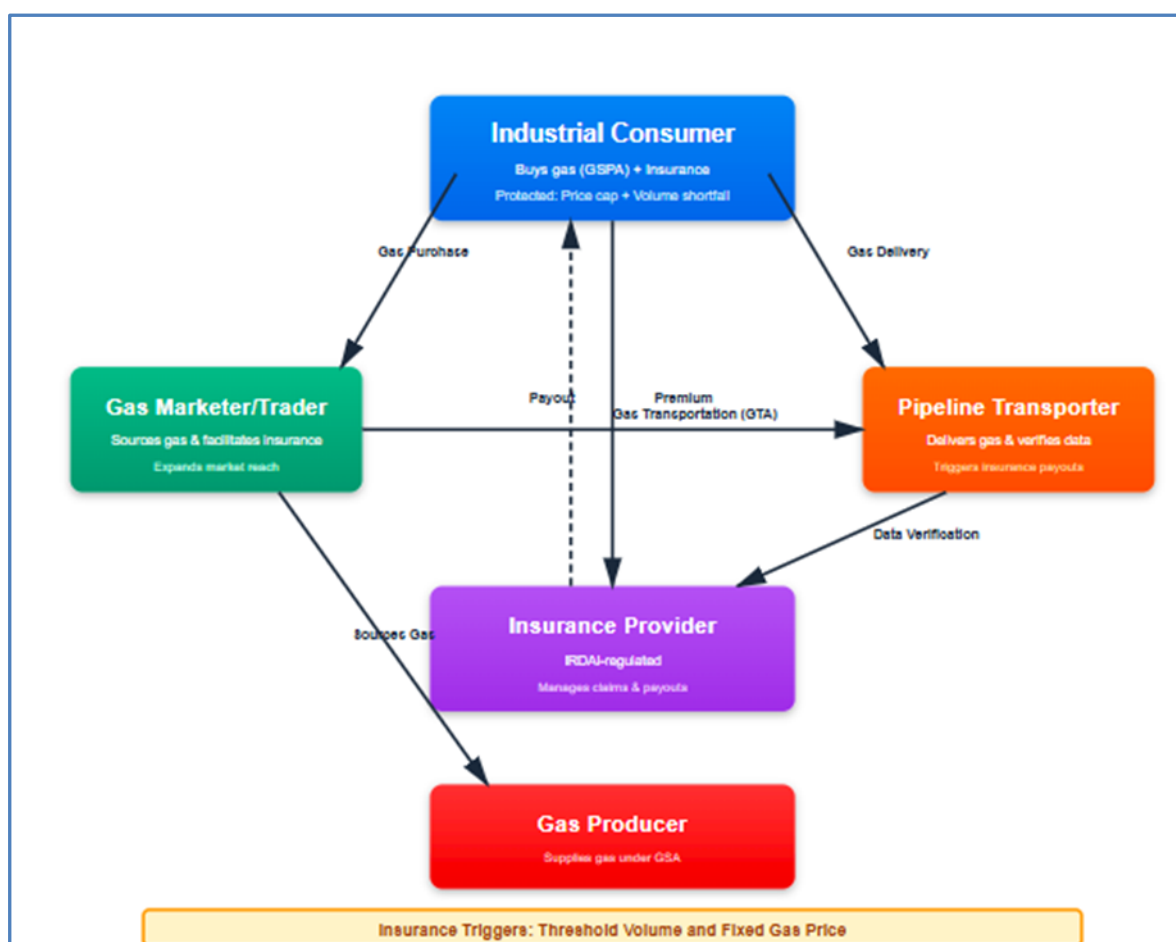 Industrial Consumer
Buys gas (GSPA) + Insurance
Protected: Price cap + Volume shortfall
Gas Purchase
Gas Delivery
Gas Marketer/Trader
Sources gas & facilitates insurance
Expands market reach
Payout
Premium
Gas Transportation (GTA)
Pipeline Transporter
Delivers gas & verifies data
Triggers insurance payouts
Data Verification
Insurance Provider
IRDAI-regulated
Manages claims & payouts
Sources Gas
Gas Producer
Supplies gas under GSA
Insurance Triggers: Threshold Volume and Fixed Gas Price